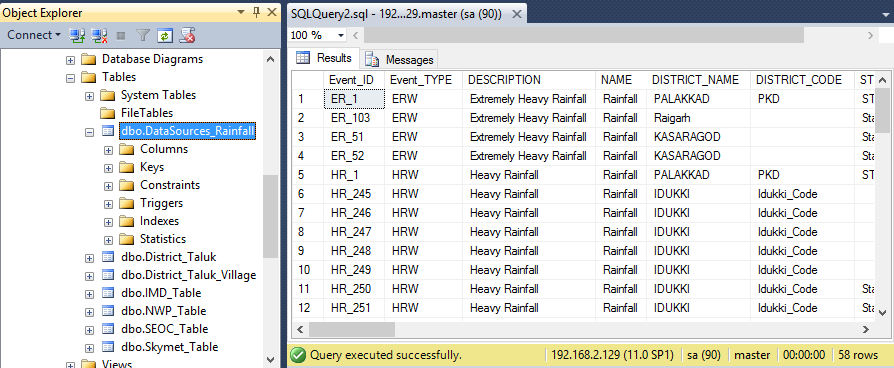 Object Explorer
Connect
Database Diagrams
Tables
System Tables
FileTables
dbo.DataSources_Rainfall
Columns
Keys
Constraints
Triggers
Indexes
Statistics
dbo.District_Taluk
dbo.District_Taluk_Village
dbo.IMD_Table
dbo.NWP_Table
dbo.SEOC_Table
dbo.Skymet_Table
Views
SQLQuery2.sql - 192...29.master (sa (90))
100 %
Results Messages
Event_ID Event_TYPE DESCRIPTION NAME DISTRICT_NAME DISTRICT_CODE ST
1 ER_1 ERW Extremely Heavy Rainfall Rainfall PALAKKAD PKD ST
2 ER_103 ERW Extremely Heavy Rainfall Rainfall Raigarh Sta
3 ER_51 ERW Extremely Heavy Rainfall Rainfall KASARAGOD Sta
4 ER_52 ERW Extremely Heavy Rainfall Rainfall KASARAGOD Sta
5 HR_1 HRW Heavy Rainfall Rainfall PALAKKAD PKD ST
6 HR_245 HRW Heavy Rainfall Rainfall IDUKKI Idukki_Code
7 HR_246 HRW Heavy Rainfall Rainfall IDUKKI Idukki_Code
8 HR_247 HRW Heavy Rainfall Rainfall IDUKKI Idukki_Code
9 HR_248 HRW Heavy Rainfall Rainfall IDUKKI Idukki_Code
10 HR_249 HRW Heavy Rainfall Rainfall IDUKKI Idukki_Code
11 HR_250 HRW Heavy Rainfall Rainfall IDUKKI Idukki_Code Sta
12 HR_251 HRW Heavy Rainfall Rainfall IDUKKI Idukki_Code Sta
Query executed successfully. 192.168.2.129 (11.0 SP1) sa (90) master 00:00:00 58 rows